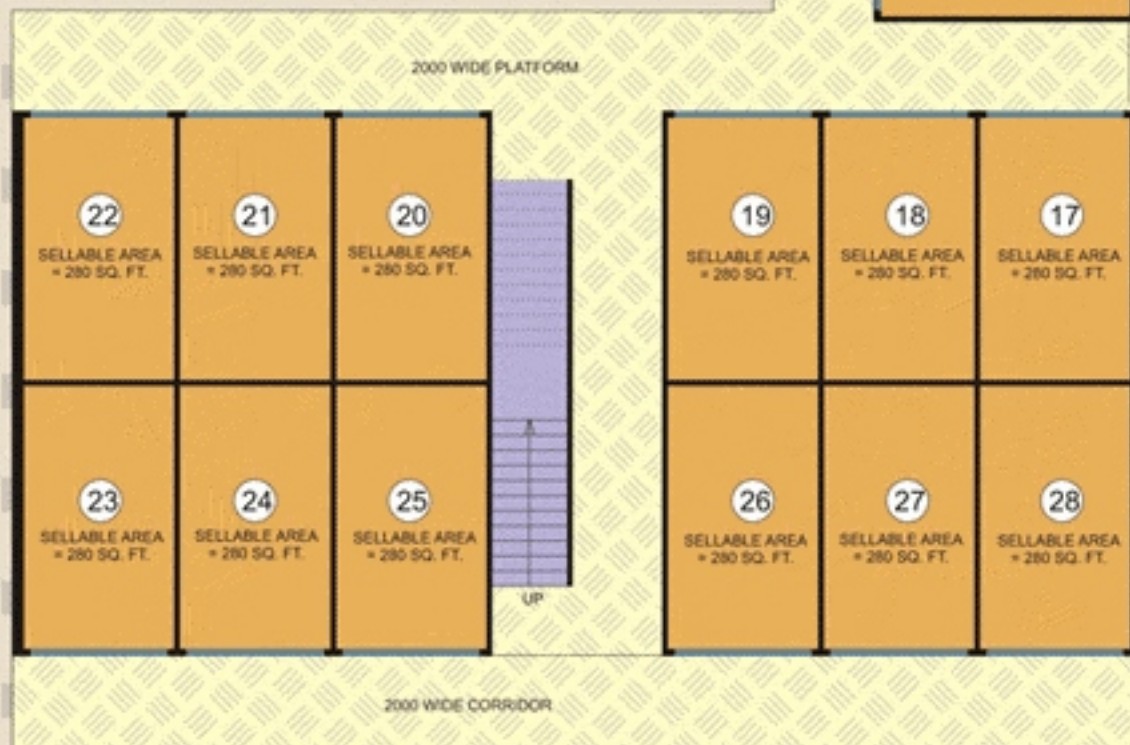 2000 WIDE PLATFORM
22
SELLABLE AREA
= 280 SQ. FT.
21
SELLABLE AREA
= 280 SQ. FT.
20
SELLABLE AREA
= 280 SQ. FT.
19
SELLABLE AREA
= 280 SQ. FT.
18
SELLABLE AREA
= 280 SQ. FT.
17
SELLABLE AREA
= 280 SQ. FT.
23
SELLABLE AREA
= 280 SQ. FT.
24
SELLABLE AREA
= 280 SQ. FT.
25
SELLABLE AREA
= 280 SQ. FT.
UP
26
SELLABLE AREA
= 280 SQ. FT.
27
SELLABLE AREA
= 280 SQ. FT.
28
SELLABLE AREA
= 280 SQ. FT.
2000 WIDE CORRIDOR